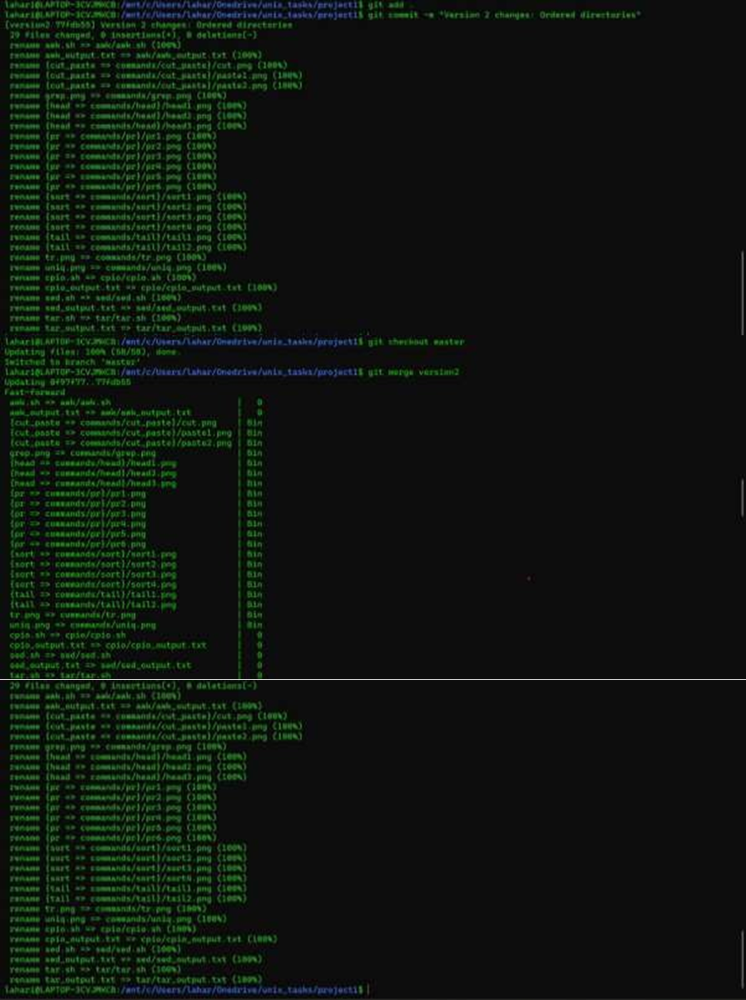 lahari@LAPTOP-3CVJMWCB:/mnt/c/Users/lahar/Onedrive/unix_tasks/project1$ git add .
lahari@LAPTOP-3CVJMWCB:/mnt/c/Users/lahar/Onedrive/unix_tasks/project1$ git commit -m "Version 2 changes: Ordered directories"
[version2 77fdb55] Version 2 changes: Ordered directories
29 files changed, 0 insertions(+), 0 deletions(-)
rename awk.sh => awk/awk.sh (100%)
rename awk_output.txt => awk/awk_output.txt (100%)
rename {cut_paste => commands/cut_paste}/cut.png (100%)
rename {cut_paste => commands/cut_paste}/paste1.png (100%)
rename {cut_paste => commands/cut_paste}/paste2.png (100%)
rename grep.png => commands/grep.png (100%)
rename {head => commands/head}/head1.png (100%)
rename {head => commands/head}/head2.png (100%)
rename {head => commands/head}/head3.png (100%)
rename {pr => commands/pr}/pr1.png (100%)
rename {pr => commands/pr}/pr2.png (100%)
rename {pr => commands/pr}/pr3.png (100%)
rename {pr => commands/pr}/pr4.png (100%)
rename {pr => commands/pr}/pr5.png (100%)
rename {pr => commands/pr}/pr6.png (100%)
rename {sort => commands/sort}/sort1.png (100%)
rename {sort => commands/sort}/sort2.png (100%)
rename {sort => commands/sort}/sort3.png (100%)
rename {sort => commands/sort}/sort4.png (100%)
rename {tail => commands/tail}/tail1.png (100%)
rename {tail => commands/tail}/tail2.png (100%)
rename tr.png => commands/tr.png (100%)
rename uniq.png => commands/uniq.png (100%)
rename cpio.sh => cpio/cpio.sh (100%)
rename cpio_output.txt => cpio/cpio_output.txt (100%)
rename sed.sh => sed/sed.sh (100%)
rename sed_output.txt => sed/sed_output.txt (100%)
rename tar.sh => tar/tar.sh (100%)
rename tar_output.txt => tar/tar_output.txt (100%)
lahari@LAPTOP-3CVJMWCB:/mnt/c/Users/lahar/Onedrive/unix_tasks/project1$ git checkout master
Updating files: 100% (58/58), done.
Switched to branch 'master'
lahari@LAPTOP-3CVJMWCB:/mnt/c/Users/lahar/Onedrive/unix_tasks/project1$ git merge version2
Updating 0f97f77..77fdb55
Fast-forward
awk.sh => awk/awk.sh | 0
awk_output.txt => awk/awk_output.txt | 0
{cut_paste => commands/cut_paste}/cut.png | Bin
{cut_paste => commands/cut_paste}/paste1.png | Bin
{cut_paste => commands/cut_paste}/paste2.png | Bin
grep.png => commands/grep.png | Bin
{head => commands/head}/head1.png | Bin
{head => commands/head}/head2.png | Bin
{head => commands/head}/head3.png | Bin
{pr => commands/pr}/pr1.png | Bin
{pr => commands/pr}/pr2.png | Bin
{pr => commands/pr}/pr3.png | Bin
{pr => commands/pr}/pr4.png | Bin
{pr => commands/pr}/pr5.png | Bin
{pr => commands/pr}/pr6.png | Bin
{sort => commands/sort}/sort1.png | Bin
{sort => commands/sort}/sort2.png | Bin
{sort => commands/sort}/sort3.png | Bin
{sort => commands/sort}/sort4.png | Bin
{tail => commands/tail}/tail1.png | Bin
{tail => commands/tail}/tail2.png | Bin
tr.png => commands/tr.png | Bin
uniq.png => commands/uniq.png | Bin
cpio.sh => cpio/cpio.sh | 0
cpio_output.txt => cpio/cpio_output.txt | 0
sed.sh => sed/sed.sh | 0
sed_output.txt => sed/sed_output.txt | 0
tar.sh => tar/tar.sh | 0
29 files changed, 0 insertions(+), 0 deletions(-)
rename awk.sh => awk/awk.sh (100%)
rename awk_output.txt => awk/awk_output.txt (100%)
rename {cut_paste => commands/cut_paste}/cut.png (100%)
rename {cut_paste => commands/cut_paste}/paste1.png (100%)
rename {cut_paste => commands/cut_paste}/paste2.png (100%)
rename grep.png => commands/grep.png (100%)
rename {head => commands/head}/head1.png (100%)
rename {head => commands/head}/head2.png (100%)
rename {head => commands/head}/head3.png (100%)
rename {pr => commands/pr}/pr1.png (100%)
rename {pr => commands/pr}/pr2.png (100%)
rename {pr => commands/pr}/pr3.png (100%)
rename {pr => commands/pr}/pr4.png (100%)
rename {pr => commands/pr}/pr5.png (100%)
rename {pr => commands/pr}/pr6.png (100%)
rename {sort => commands/sort}/sort1.png (100%)
rename {sort => commands/sort}/sort2.png (100%)
rename {sort => commands/sort}/sort3.png (100%)
rename {sort => commands/sort}/sort4.png (100%)
rename {tail => commands/tail}/tail1.png (100%)
rename {tail => commands/tail}/tail2.png (100%)
rename tr.png => commands/tr.png (100%)
rename uniq.png => commands/uniq.png (100%)
rename cpio.sh => cpio/cpio.sh (100%)
rename cpio_output.txt => cpio/cpio_output.txt (100%)
rename sed.sh => sed/sed.sh (100%)
rename sed_output.txt => sed/sed_output.txt (100%)
rename tar.sh => tar/tar.sh (100%)
rename tar_output.txt => tar/tar_output.txt (100%)
lahari@LAPTOP-3CVJMWCB:/mnt/c/Users/lahar/Onedrive/unix_tasks/project1$